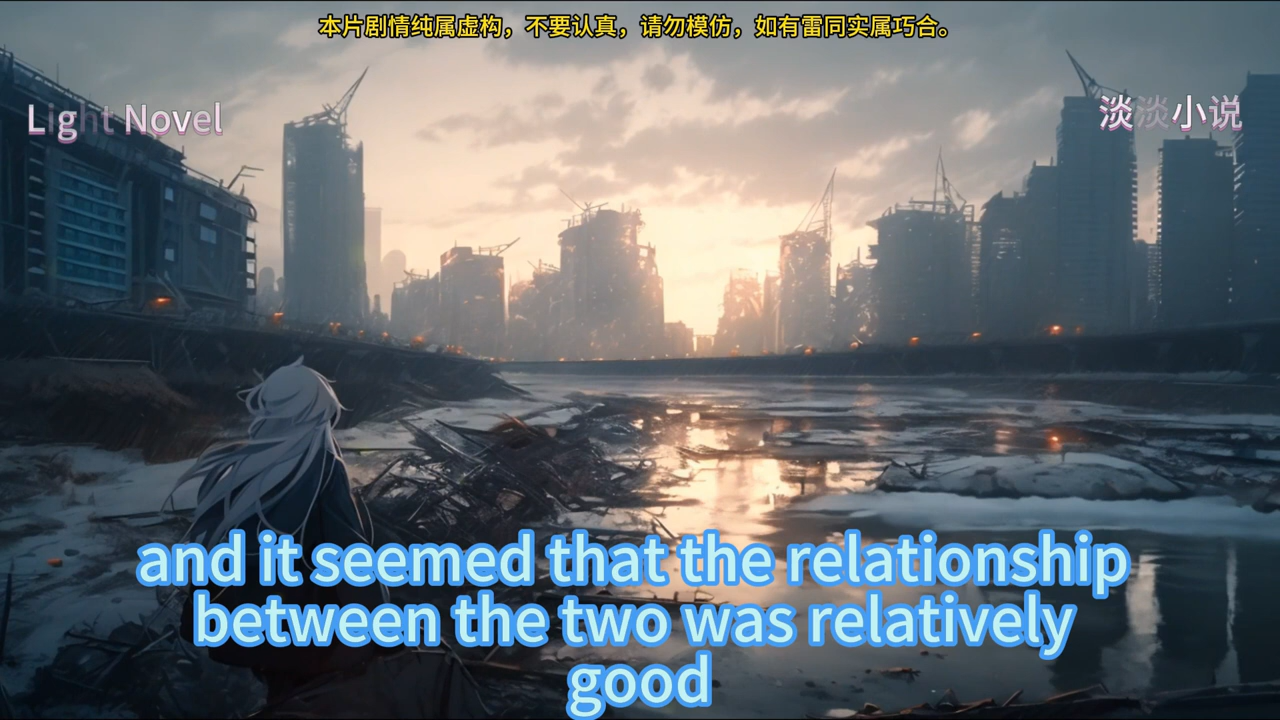 本片剧情纯属虚构，不要认真，请勿模仿，如有雷同实属巧合。
Light Novel
淡淡小说
and it seemed that the relationship
between the two was relatively
good